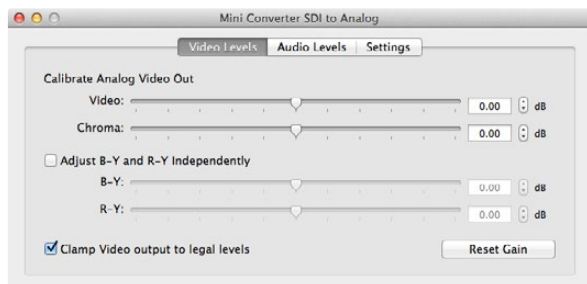 Mini Converter SDI to Analog
Video Levels Audio Levels Settings
Calibrate Analog Video Out
Video: 0.00 dB
Chroma: 0.00 dB
Adjust B-Y and R-Y Independently
B-Y: 0.00 dB
R-Y: 0.00 dB
Clamp Video output to legal levels Reset Gain